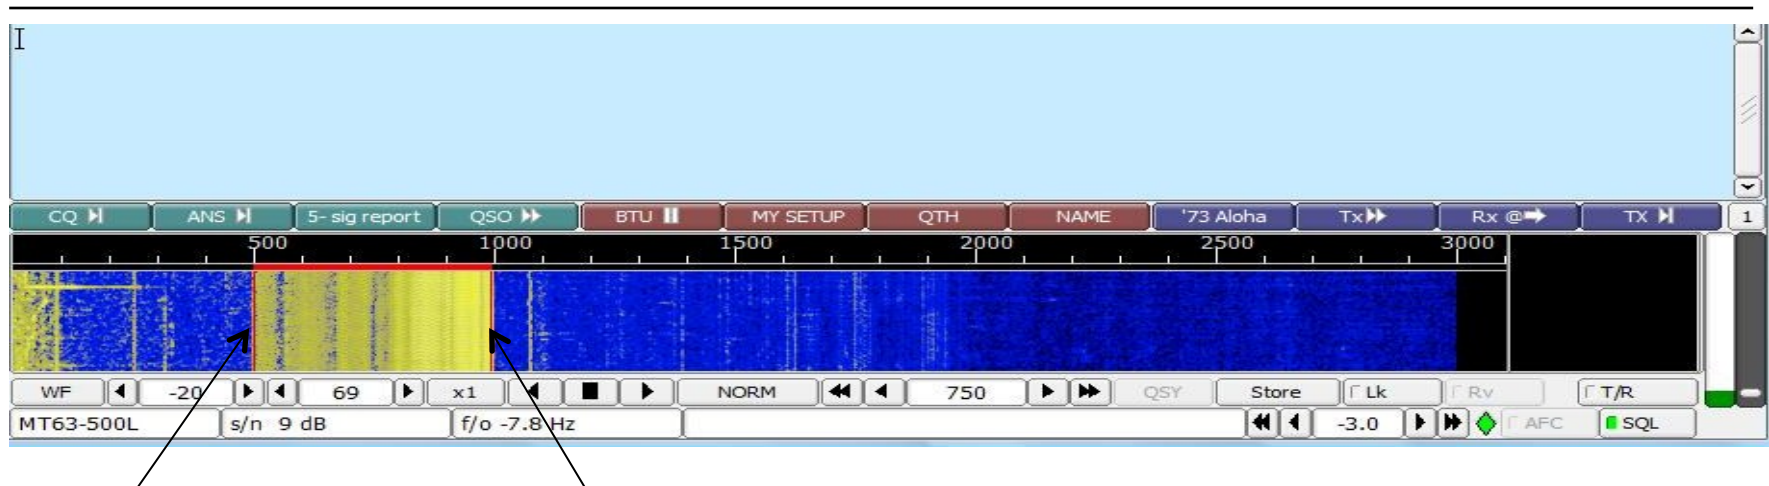 CQ ANS 5- sig report QSO BTU MY SETUP QTH NAME '73 Aloha Tx Rx @ TX 1
500 1000 1500 2000 2500 3000
WF -20 69 x1 NORM 750 QSY Store Lk Rv T/R
MT63-500L s/n 9 dB f/o -7.8 Hz -3.0 AFC SQL